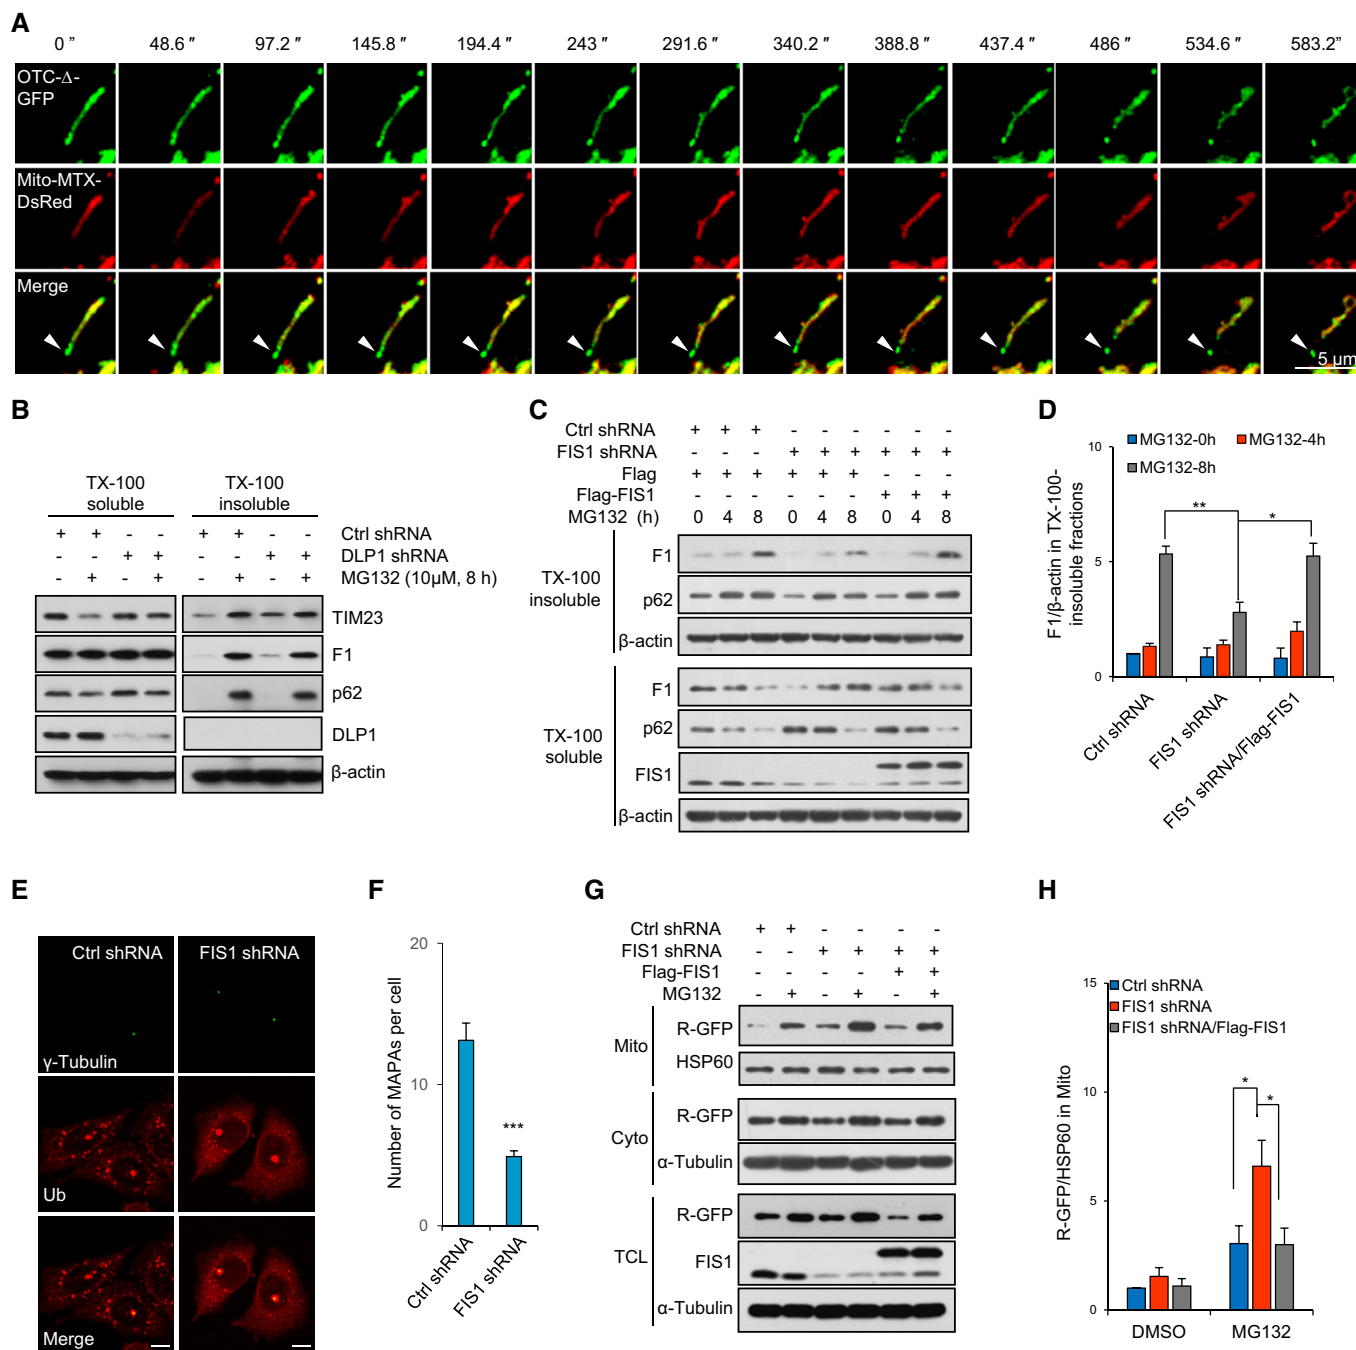 A
0 ” 48.6 ″ 97.2 ″ 145.8 ″ 194.4 ″ 243 ″ 291.6 ″ 340.2 ″ 388.8 ″ 437.4 ″ 486 ″ 534.6 ″ 583.2”
OTC-Δ-
GFP
Mito-MTX-
DsRed
Merge
5 μm
B
TX-100 TX-100
soluble insoluble
+ + - - + + - - Ctrl shRNA
- - + + - - + + DLP1 shRNA
- + - + - + - + MG132 (10μM, 8 h)
TIM23
F1
p62
DLP1
β-actin
C
Ctrl shRNA + + + - - - - - -
FIS1 shRNA - - - + + + + + +
Flag + + + + + + - - -
Flag-FIS1 - - - - - - + + +
MG132 (h) 0 4 8 0 4 8 0 4 8
TX-100
insoluble
F1
p62
β-actin
TX-100
soluble
F1
p62
FIS1
β-actin
D
MG132-0h MG132-4h
MG132-8h
F1/β-actin in TX-100-
insoluble fractions
10
5
0
** *
Ctrl shRNA
FIS1 shRNA
FIS1 shRNA/Flag-FIS1
E
Ctrl shRNA FIS1 shRNA
γ-Tubulin
Ub
Merge
F
Number of MAPAs per cell
20
10
0
***
Ctrl shRNA
FIS1 shRNA
G
Ctrl shRNA + + - - - -
FIS1 shRNA - - + + + +
Flag-FIS1 - - - - + +
MG132 - + - + - +
Mito
R-GFP
HSP60
Cyto
R-GFP
α-Tubulin
TCL
R-GFP
FIS1
α-Tubulin
H
Ctrl shRNA
FIS1 shRNA
FIS1 shRNA/Flag-FIS1
R-GFP/HSP60 in Mito
15
10
5
0
* *
DMSO MG132